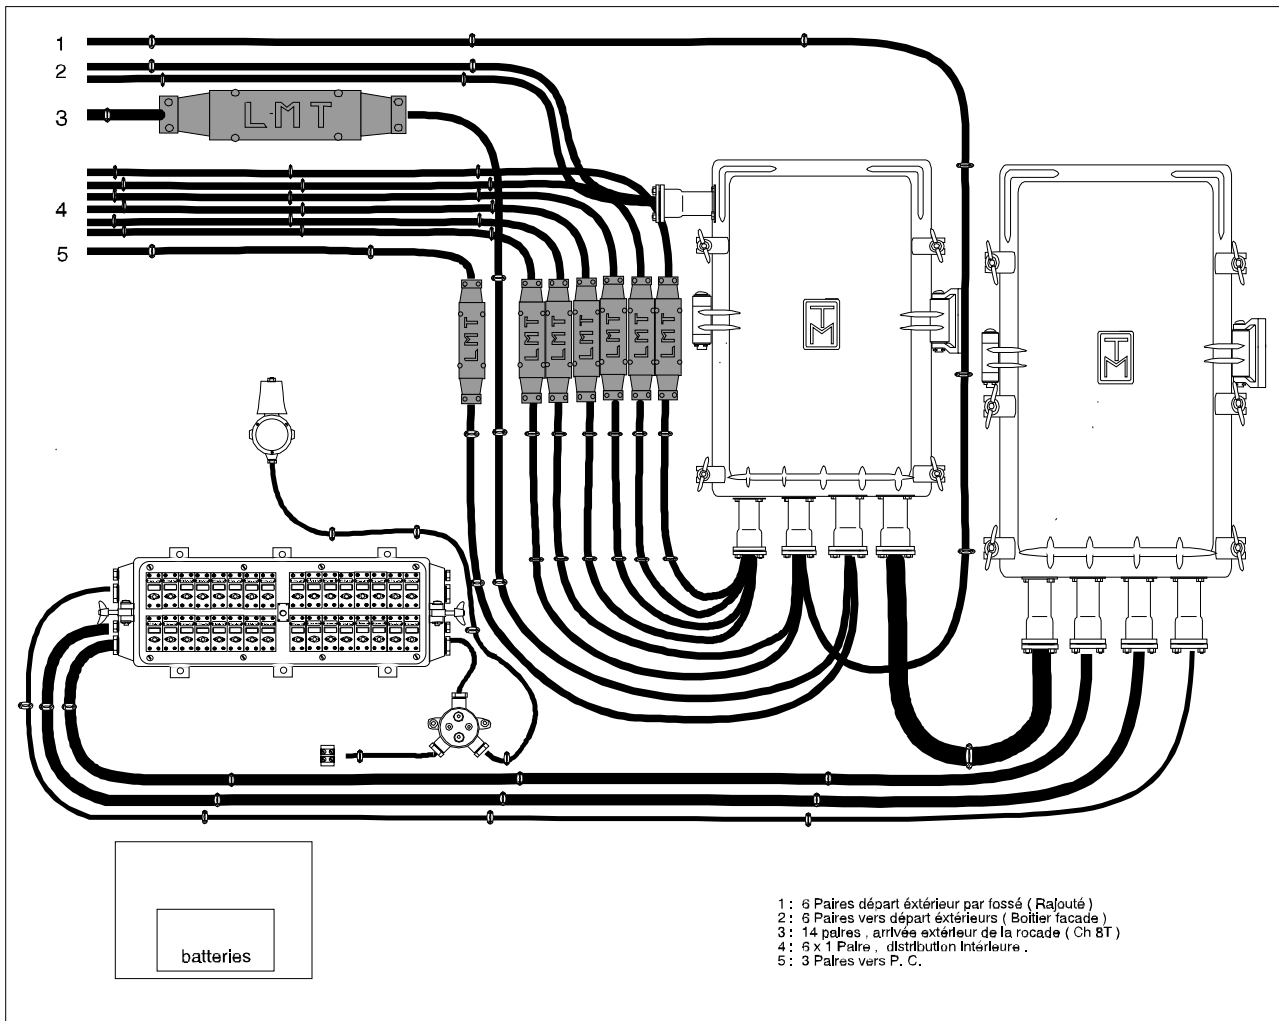 1
2
3
L-MT
4
5
LMT
LMT
LMT
LMT
LMT
LMT
LMT
TM
TM
batteries
1 : 6 Paires départ éxtérieur par fossé ( Rajouté )
2 : 6 Paires vers départ éxtérieurs ( Boitier facade )
3 : 14 paires , arrivée extérieur de la rocade ( Ch 8T )
4 : 6 x 1 Paire , distribution intérieure .
5 : 3 Paires vers P. C.